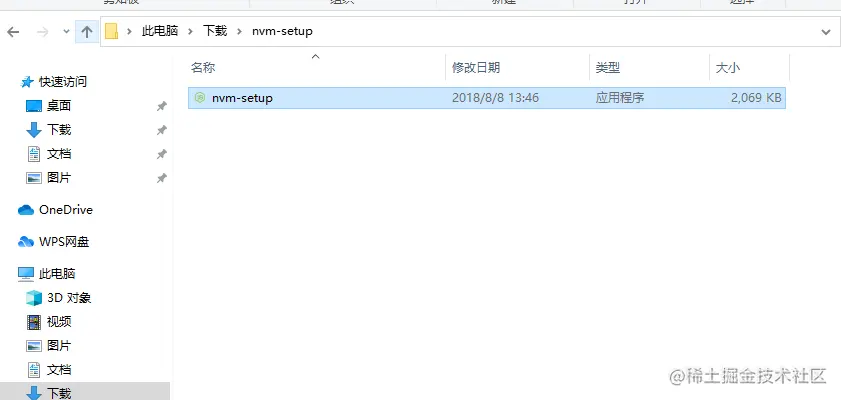 此电脑 下载 nvm-setup
名称 修改日期 类型 大小
nvm-setup 2018/8/8 13:46 应用程序 2,069 KB
快速访问
桌面
下载
文档
图片
OneDrive
WPS网盘
此电脑
3D 对象
视频
图片
文档
下载
@稀土掘金技术社区